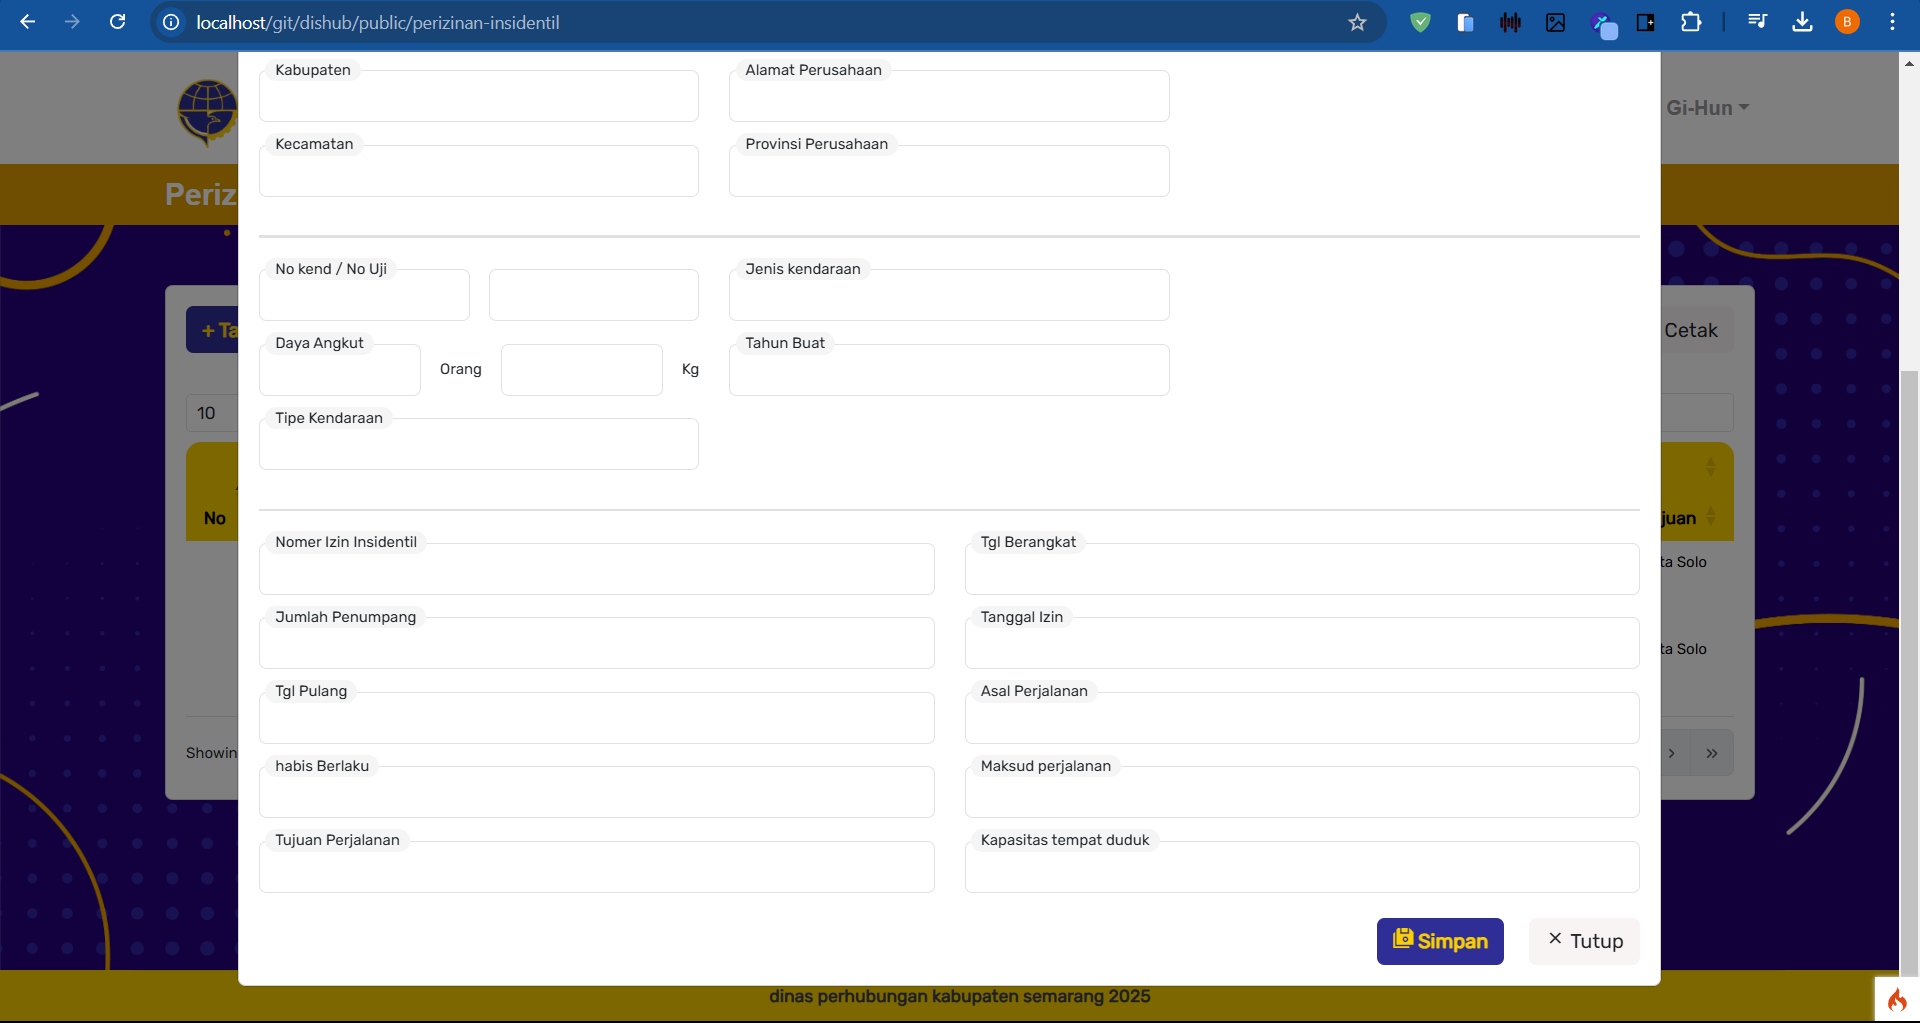 localhost/git/dishub/public/perizinan-insidentil
B
Kabupaten
Alamat Perusahaan
Gi-Hun
Kecamatan
Provinsi Perusahaan
Periz
No kend / No Uji
Jenis kendaraan
+ Ta
Cetak
Daya Angkut
Orang
Kg
Tahun Buat
10
Tipe Kendaraan
No
juan
Nomer Izin Insidentil
Tgl Berangkat
ta Solo
Jumlah Penumpang
Tanggal Izin
ta Solo
Tgl Pulang
Asal Perjalanan
Showin
› »
habis Berlaku
Maksud perjalanan
Tujuan Perjalanan
Kapasitas tempat duduk
Simpan
× Tutup
dinas perhubungan kabupaten semarang 2025